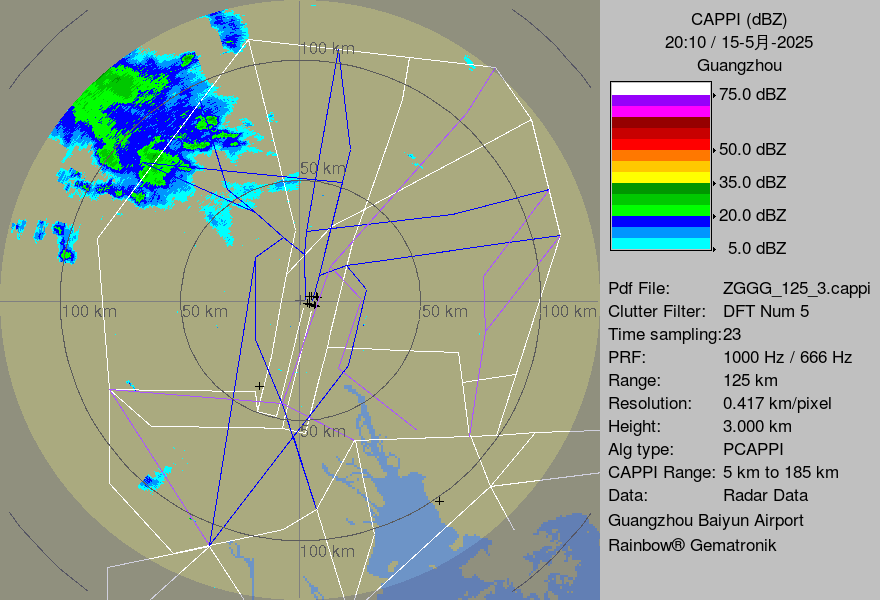 CAPPI (dBZ)
20:10 / 15-5月-2025
Guangzhou
75.0 dBZ
50.0 dBZ
35.0 dBZ
20.0 dBZ
5.0 dBZ
Pdf File: ZGGG_125_3.cappi
Clutter Filter: DFT Num 5
Time sampling:23
PRF: 1000 Hz / 666 Hz
Range: 125 km
Resolution: 0.417 km/pixel
Height: 3.000 km
Alg type: PCAPPI
CAPPI Range: 5 km to 185 km
Data: Radar Data
Guangzhou Baiyun Airport
Rainbow® Gematronik
100 km
50 km
100 km 50 km 50 km 100 km
50 km
100 km